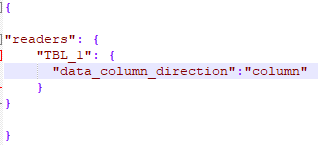 {
"readers": {
"TBL_1": {
"data_column_direction":"column"
}
}
}